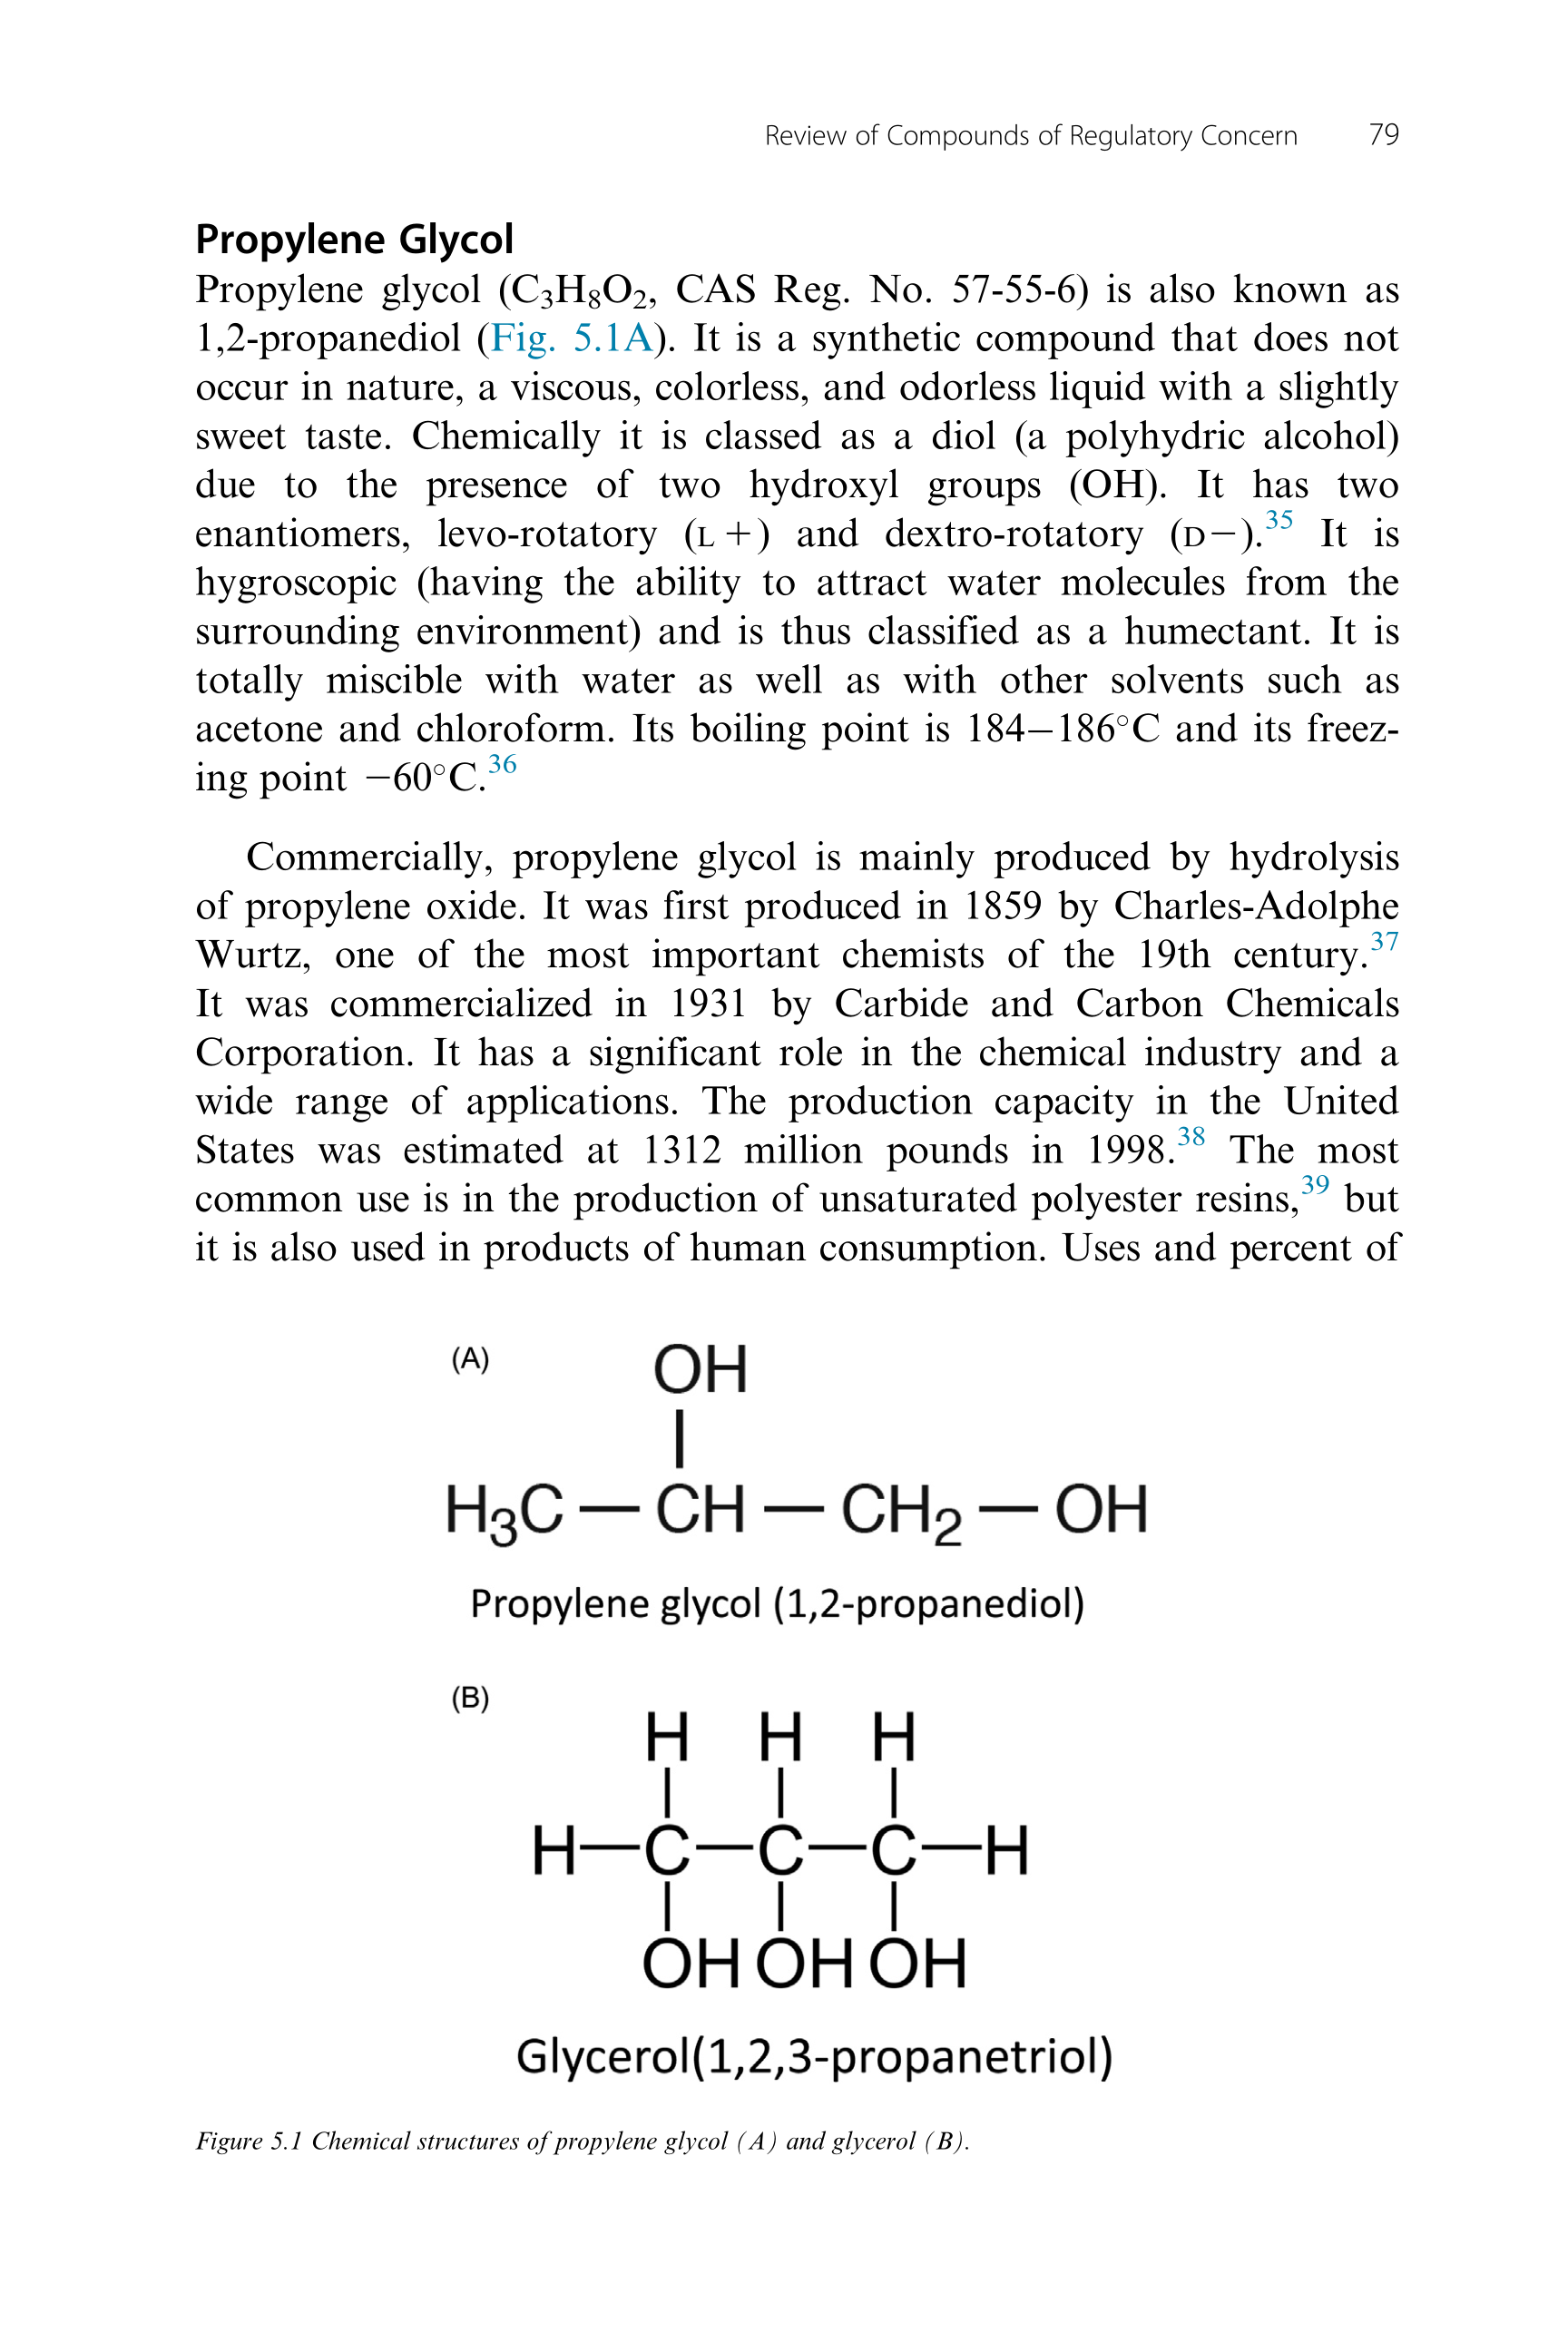 Review of Compounds of Regulatory Concern 79
Propylene Glycol
Propylene glycol (C3H8O2, CAS Reg. No. 57-55-6) is also known as
1,2-propanediol (Fig. 5.1A). It is a synthetic compound that does not
occur in nature, a viscous, colorless, and odorless liquid with a slightly
sweet taste. Chemically it is classed as a diol (a polyhydric alcohol)
due to the presence of two hydroxyl groups (OH). It has two
enantiomers, levo-rotatory (L+) and dextro-rotatory (D−).35 It is
hygroscopic (having the ability to attract water molecules from the
surrounding environment) and is thus classified as a humectant. It is
totally miscible with water as well as with other solvents such as
acetone and chloroform. Its boiling point is 184–186°C and its freez-
ing point −60°C.36
Commercially, propylene glycol is mainly produced by hydrolysis
of propylene oxide. It was first produced in 1859 by Charles-Adolphe
Wurtz, one of the most important chemists of the 19th century.37
It was commercialized in 1931 by Carbide and Carbon Chemicals
Corporation. It has a significant role in the chemical industry and a
wide range of applications. The production capacity in the United
States was estimated at 1312 million pounds in 1998.38 The most
common use is in the production of unsaturated polyester resins,39 but
it is also used in products of human consumption. Uses and percent of
(A) OH
H3C — CH — CH2 — OH
Propylene glycol (1,2-propanediol)
(B)
H H H
H—C—C—C—H
OH OH OH
Glycerol(1,2,3-propanetriol)
Figure 5.1 Chemical structures of propylene glycol (A) and glycerol (B).